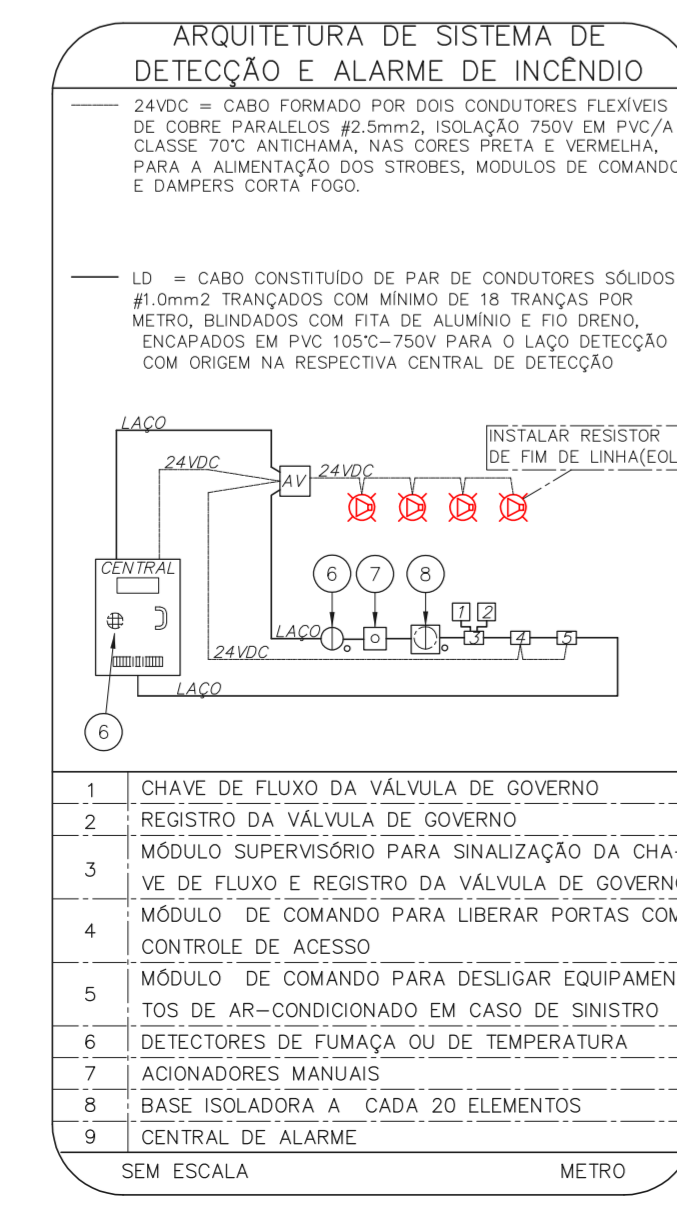 ARQUITETURA DE SISTEMA DE
DETECÇÃO E ALARME DE INCÊNDIO
24VDC = CABO FORMADO POR DOIS CONDUTORES FLEXÍVEIS
DE COBRE PARALELOS #2.5mm2, ISOLAÇÃO 750V EM PVC/A
CLASSE 70°C ANTICHAMA, NAS CORES PRETA E VERMELHA,
PARA A ALIMENTAÇÃO DOS STROBES, MODULOS DE COMANDO
E DAMPERS CORTA FOGO.
LD = CABO CONSTITUÍDO DE PAR DE CONDUTORES SÓLIDOS
#1.0mm2 TRANÇADOS COM MÍNIMO DE 18 TRANÇAS POR
METRO, BLINDADOS COM FITA DE ALUMÍNIO E FIO DRENO,
ENCAPADOS EM PVC 105°C-750V PARA O LAÇO DETECÇÃO
COM ORIGEM NA RESPECTIVA CENTRAL DE DETECÇÃO
LAÇO
INSTALAR RESISTOR
DE FIM DE LINHA(EOL
24VDC
AV
24VDC
CENTRAL
6
7
8
1
2
LAÇO
3
4
5
24VDC
LAÇO
6
1 CHAVE DE FLUXO DA VÁLVULA DE GOVERNO
2 REGISTRO DA VÁLVULA DE GOVERNO
3 MÓDULO SUPERVISÓRIO PARA SINALIZAÇÃO DA CHA-
VE DE FLUXO E REGISTRO DA VÁLVULA DE GOVERNO
4 MÓDULO DE COMANDO PARA LIBERAR PORTAS COM
CONTROLE DE ACESSO
5 MÓDULO DE COMANDO PARA DESLIGAR EQUIPAMEN
TOS DE AR-CONDICIONADO EM CASO DE SINISTRO
6 DETECTORES DE FUMAÇA OU DE TEMPERATURA
7 ACIONADORES MANUAIS
8 BASE ISOLADORA A CADA 20 ELEMENTOS
9 CENTRAL DE ALARME
SEM ESCALA METRO